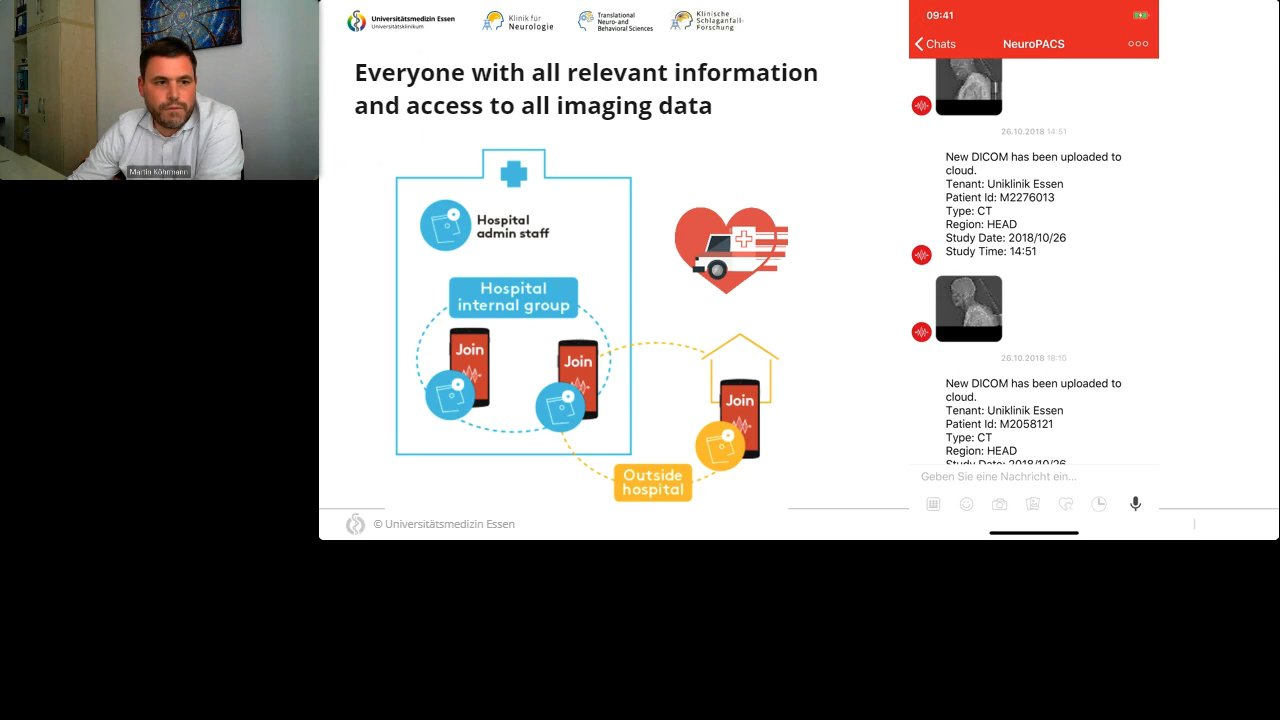 Martin Köhrmann
Universitätsmedizin Essen
Universitätsklinikum
Klinik für
Neurologie
Translational
Neuro- and
Behavioral Sciences
Klinische
Schlaganfall-
Forschung
Everyone with all relevant information
and access to all imaging data
Hospital
admin staff
Hospital
internal group
Join
Join
Join
Outside
hospital
© Universitätsmedizin Essen
09:41
Chats
NeuroPACS
26.10.2018 14:51
New DICOM has been uploaded to
cloud.
Tenant: Uniklinik Essen
Patient Id: M2276013
Type: CT
Region: HEAD
Study Date: 2018/10/26
Study Time: 14:51
26.10.2018 18:10
New DICOM has been uploaded to
cloud.
Tenant: Uniklinik Essen
Patient Id: M2058121
Type: CT
Region: HEAD
Study Date: 2018/10/26
Geben Sie eine Nachricht ein...